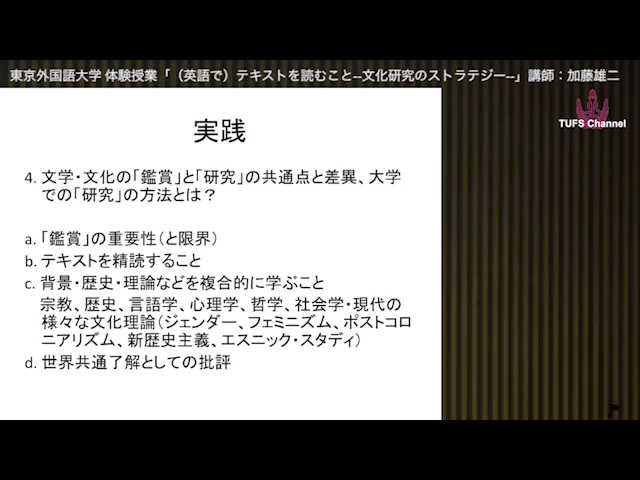 東京外国語大学 体験授業「（英語で）テキストを読むこと--文化研究のストラテジー--」講師：加藤雄二
TUFS Channel
実践
4. 文学・文化の「鑑賞」と「研究」の共通点と差異、大学
での「研究」の方法とは？
a. 「鑑賞」の重要性（と限界）
b. テキストを精読すること
c. 背景・歴史・理論などを複合的に学ぶこと
宗教、歴史、言語学、心理学、哲学、社会学・現代の
様々な文化理論（ジェンダー、フェミニズム、ポストコロ
ニアリズム、新歴史主義、エスニック・スタディ）
d. 世界共通了解としての批評